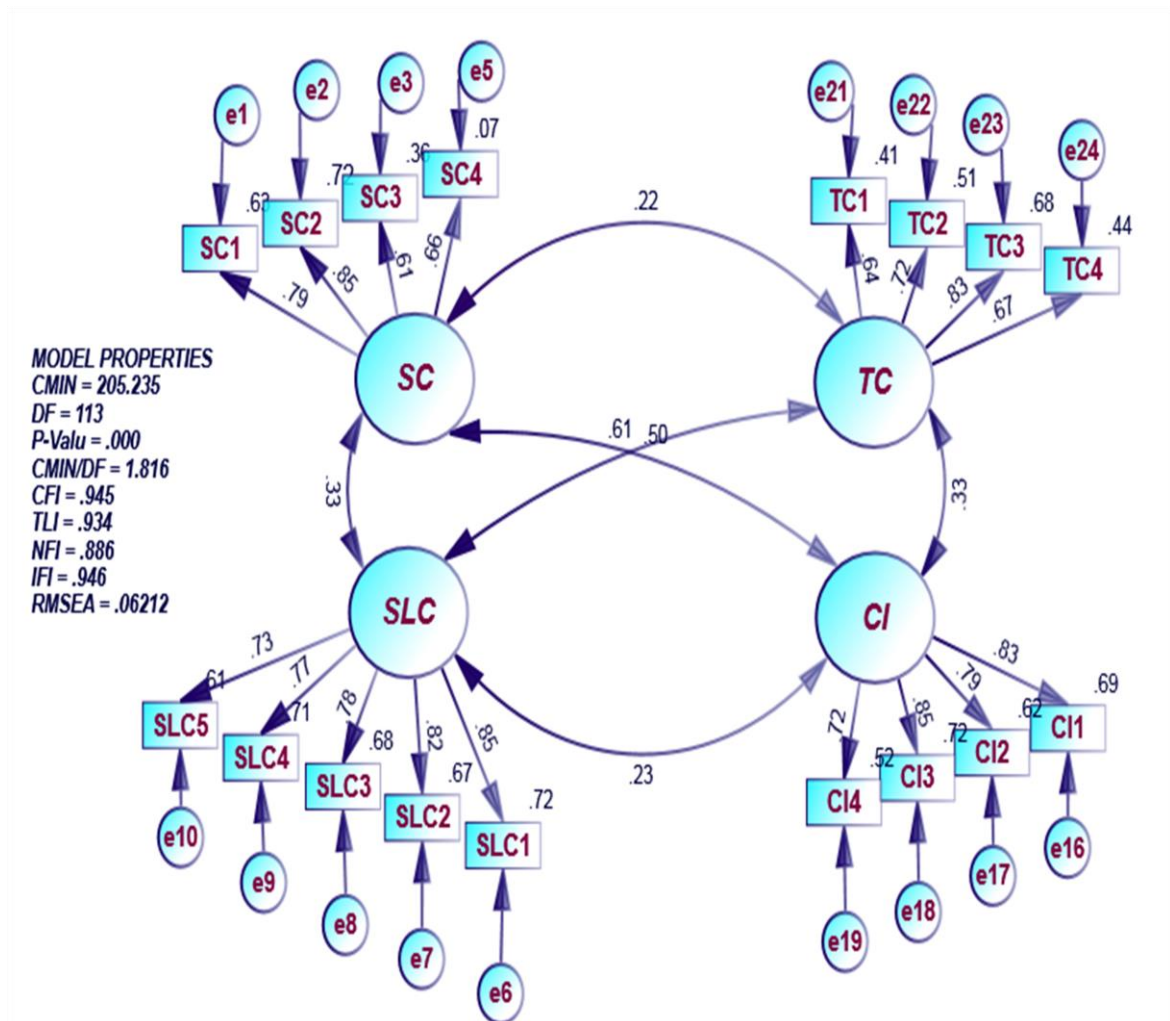 e1
e2
e3
e5
.63
.72
.36
.07
SC1
SC2
SC3
SC4
.79
.85
.61
.99
SC
e21
e22
e23
e24
.41
.51
.68
.44
TC1
TC2
TC3
TC4
.64
.72
.83
.67
TC
.22
.61
.50
.33
.33
MODEL PROPERTIES
CMIN = 205.235
DF = 113
P-Valu = .000
CMIN/DF = 1.816
CFI = .945
TLI = .934
NFI = .886
IFI = .946
RMSEA = .06212
SLC
.73
.77
.78
.82
.85
.61
.71
.68
.67
.72
SLC5
SLC4
SLC3
SLC2
SLC1
e10
e9
e8
e7
e6
.23
CI
.72
.85
.79
.83
.52
.72
.62
.69
CI4
CI3
CI2
CI1
e19
e18
e17
e16